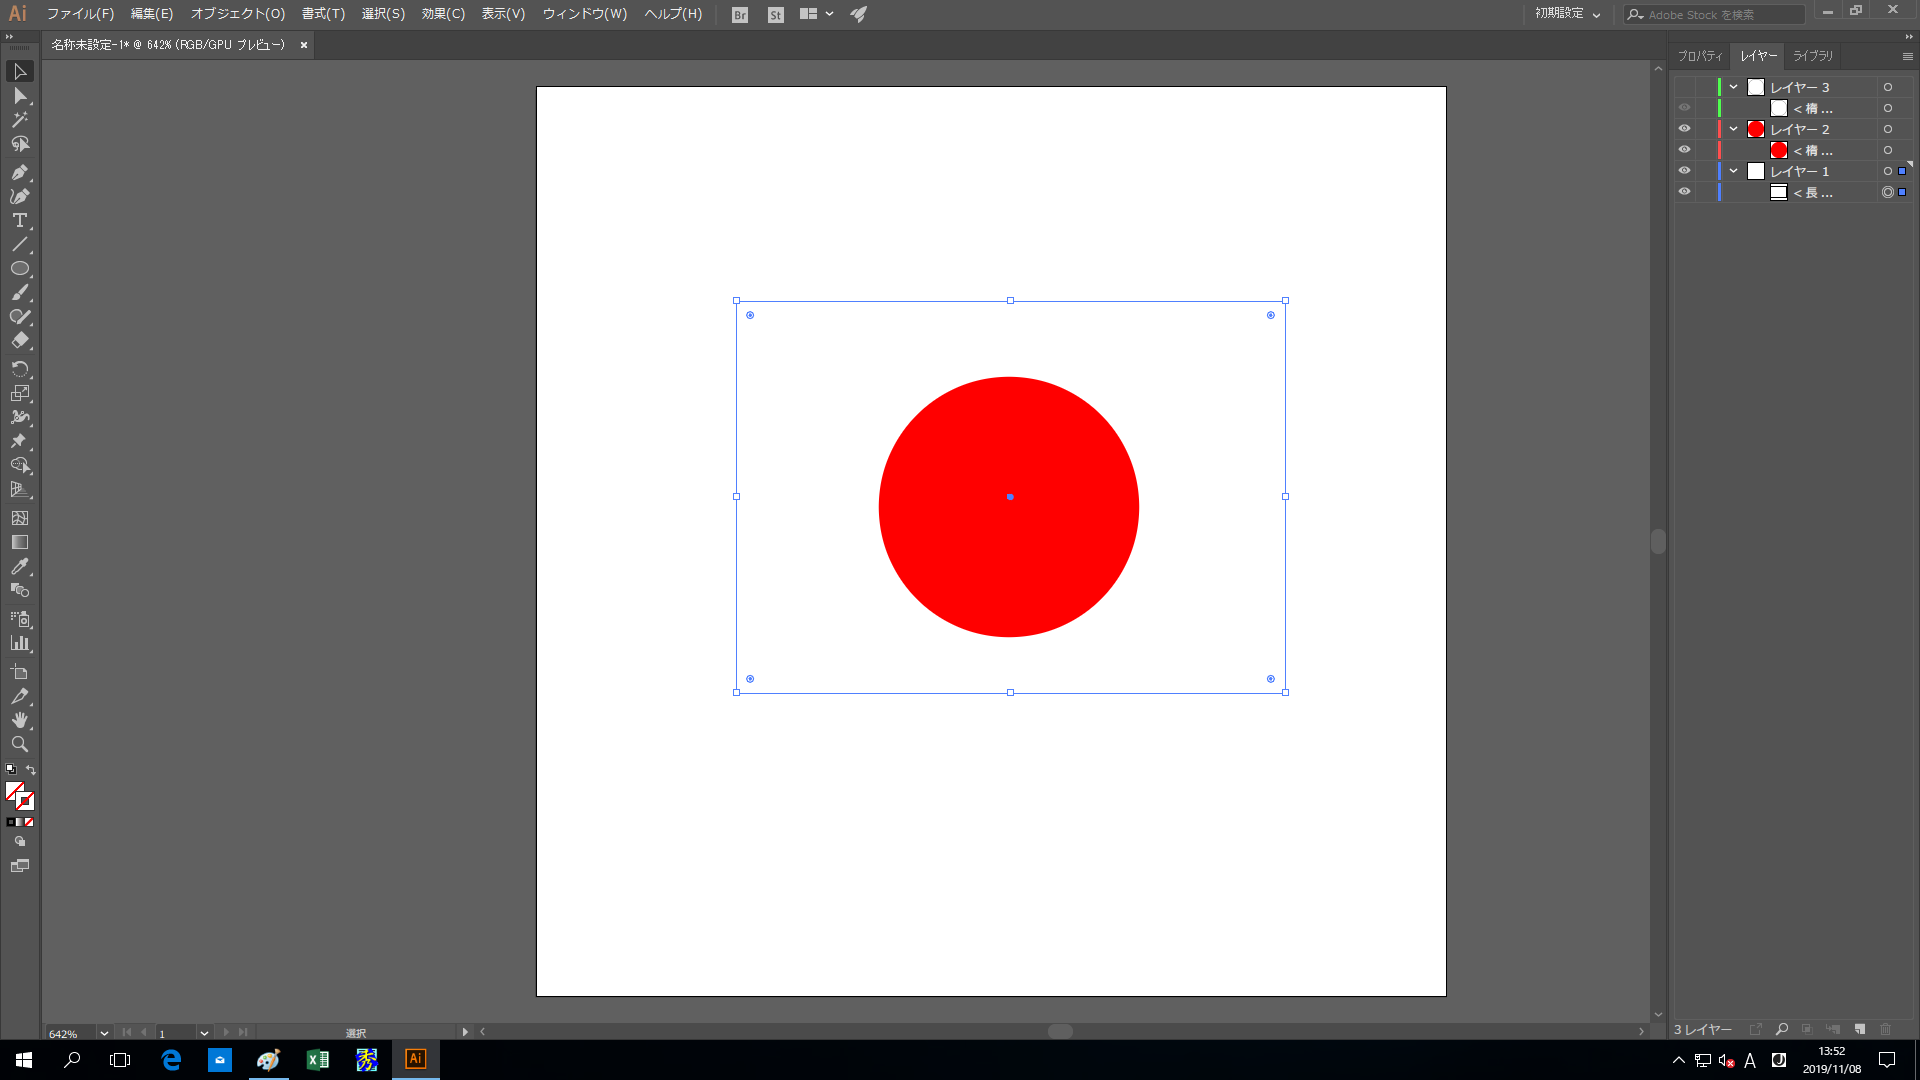 Ai ファイル(F) 編集(E) オブジェクト(O) 書式(T) 選択(S) 効果(C) 表示(V) ウィンドウ(W) ヘルプ(H) Br St 初期設定 Adobe Stock を検索
名称未設定-1* @ 642% (RGB/GPU プレビュー)
プロパティ レイヤー ライブラリ
レイヤー 3
< 楕 ...
レイヤー 2
< 楕 ...
レイヤー 1
< 長 ...
T
642% 1 選択
3 レイヤー
秀 Ai A J
13:52
2019/11/08